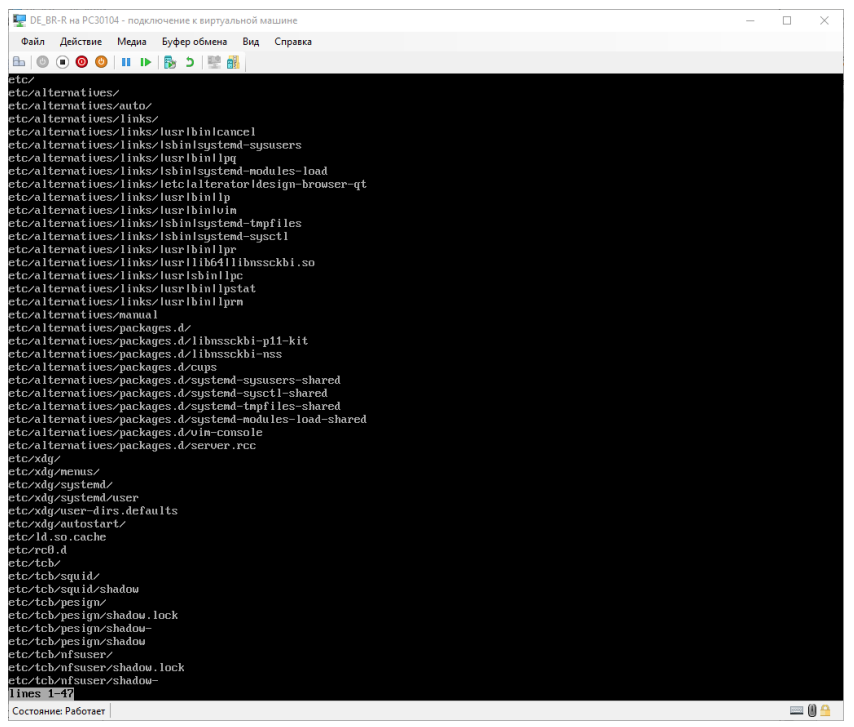 DE_BR-R на PC30104 - подключение к виртуальной машине
Файл Действие Медиа Буфер обмена Вид Справка
etc/
etc/alternatives/
etc/alternatives/auto/
etc/alternatives/links/
etc/alternatives/links/|usr|bin|cancel
etc/alternatives/links/|sbin|systemd-sysusers
etc/alternatives/links/|usr|bin|lpq
etc/alternatives/links/|sbin|systemd-modules-load
etc/alternatives/links/|etc|alterator|design-browser-qt
etc/alternatives/links/|usr|bin|lp
etc/alternatives/links/|usr|bin|vim
etc/alternatives/links/|sbin|systemd-tmpfiles
etc/alternatives/links/|sbin|systemd-sysctl
etc/alternatives/links/|usr|bin|lpr
etc/alternatives/links/|usr|lib64|libnssckbi.so
etc/alternatives/links/|usr|sbin|lpc
etc/alternatives/links/|usr|bin|lpstat
etc/alternatives/links/|usr|bin|lprm
etc/alternatives/manual
etc/alternatives/packages.d/
etc/alternatives/packages.d/libnssckbi-p11-kit
etc/alternatives/packages.d/libnssckbi-nss
etc/alternatives/packages.d/cups
etc/alternatives/packages.d/systemd-sysusers-shared
etc/alternatives/packages.d/systemd-sysctl-shared
etc/alternatives/packages.d/systemd-tmpfiles-shared
etc/alternatives/packages.d/systemd-modules-load-shared
etc/alternatives/packages.d/vim-console
etc/alternatives/packages.d/server.rcc
etc/xdg/
etc/xdg/menus/
etc/xdg/systemd/
etc/xdg/systemd/user
etc/xdg/user-dirs.defaults
etc/xdg/autostart/
etc/ld.so.cache
etc/rc0.d
etc/tcb/
etc/tcb/squid/
etc/tcb/squid/shadow
etc/tcb/pesign/
etc/tcb/pesign/shadow.lock
etc/tcb/pesign/shadow-
etc/tcb/pesign/shadow
etc/tcb/nfsuser/
etc/tcb/nfsuser/shadow.lock
etc/tcb/nfsuser/shadow-
lines 1-47
Состояние: Работает